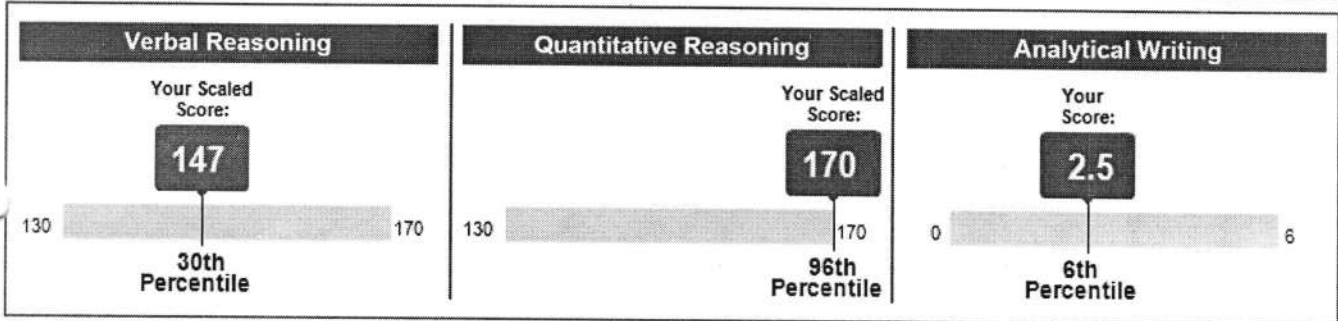 Verbal Reasoning
Your Scaled
Score:
147
130
170
30th
Percentile
Quantitative Reasoning
Your Scaled
Score:
170
130
170
96th
Percentile
Analytical Writing
Your
Score:
2.5
0
6
6th
Percentile